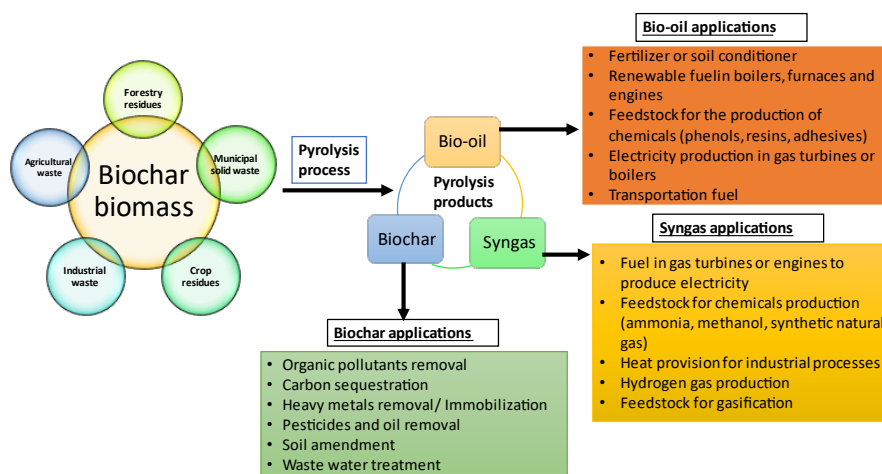 Forestry
residues
Agricultural
waste
Municipal
solid waste
Biochar
biomass
Industrial
waste
Crop
residues
Pyrolysis
process
Bio-oil
Pyrolysis
products
Biochar
Syngas
Bio-oil applications
• Fertilizer or soil conditioner
• Renewable fuelin boilers, furnaces and
engines
• Feedstock for the production of
chemicals (phenols, resins, adhesives)
• Electricity production in gas turbines or
boilers
• Transportation fuel
Syngas applications
• Fuel in gas turbines or engines to
produce electricity
• Feedstock for chemicals production
(ammonia, methanol, synthetic natural
gas)
• Heat provision for industrial processes
• Hydrogen gas production
• Feedstock for gasification
Biochar applications
• Organic pollutants removal
• Carbon sequestration
• Heavy metals removal/ Immobilization
• Pesticides and oil removal
• Soil amendment
• Waste water treatment